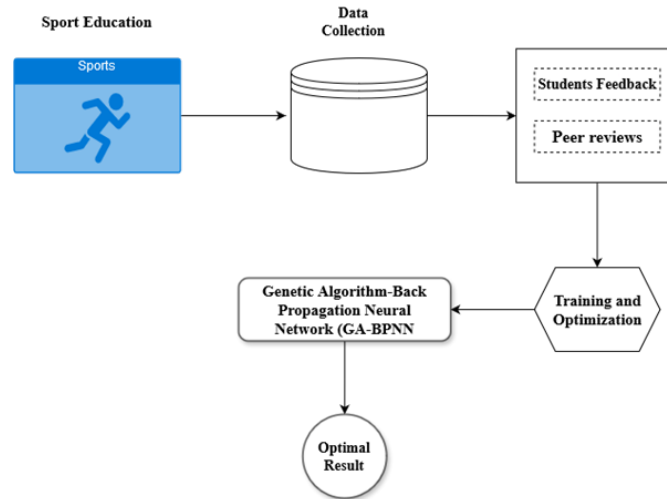 Sport Education
Data
Collection
Sports
Students Feedback
Peer reviews
Training and
Optimization
Genetic Algorithm-Back
Propagation Neural
Network (GA-BPNN
Optimal
Result